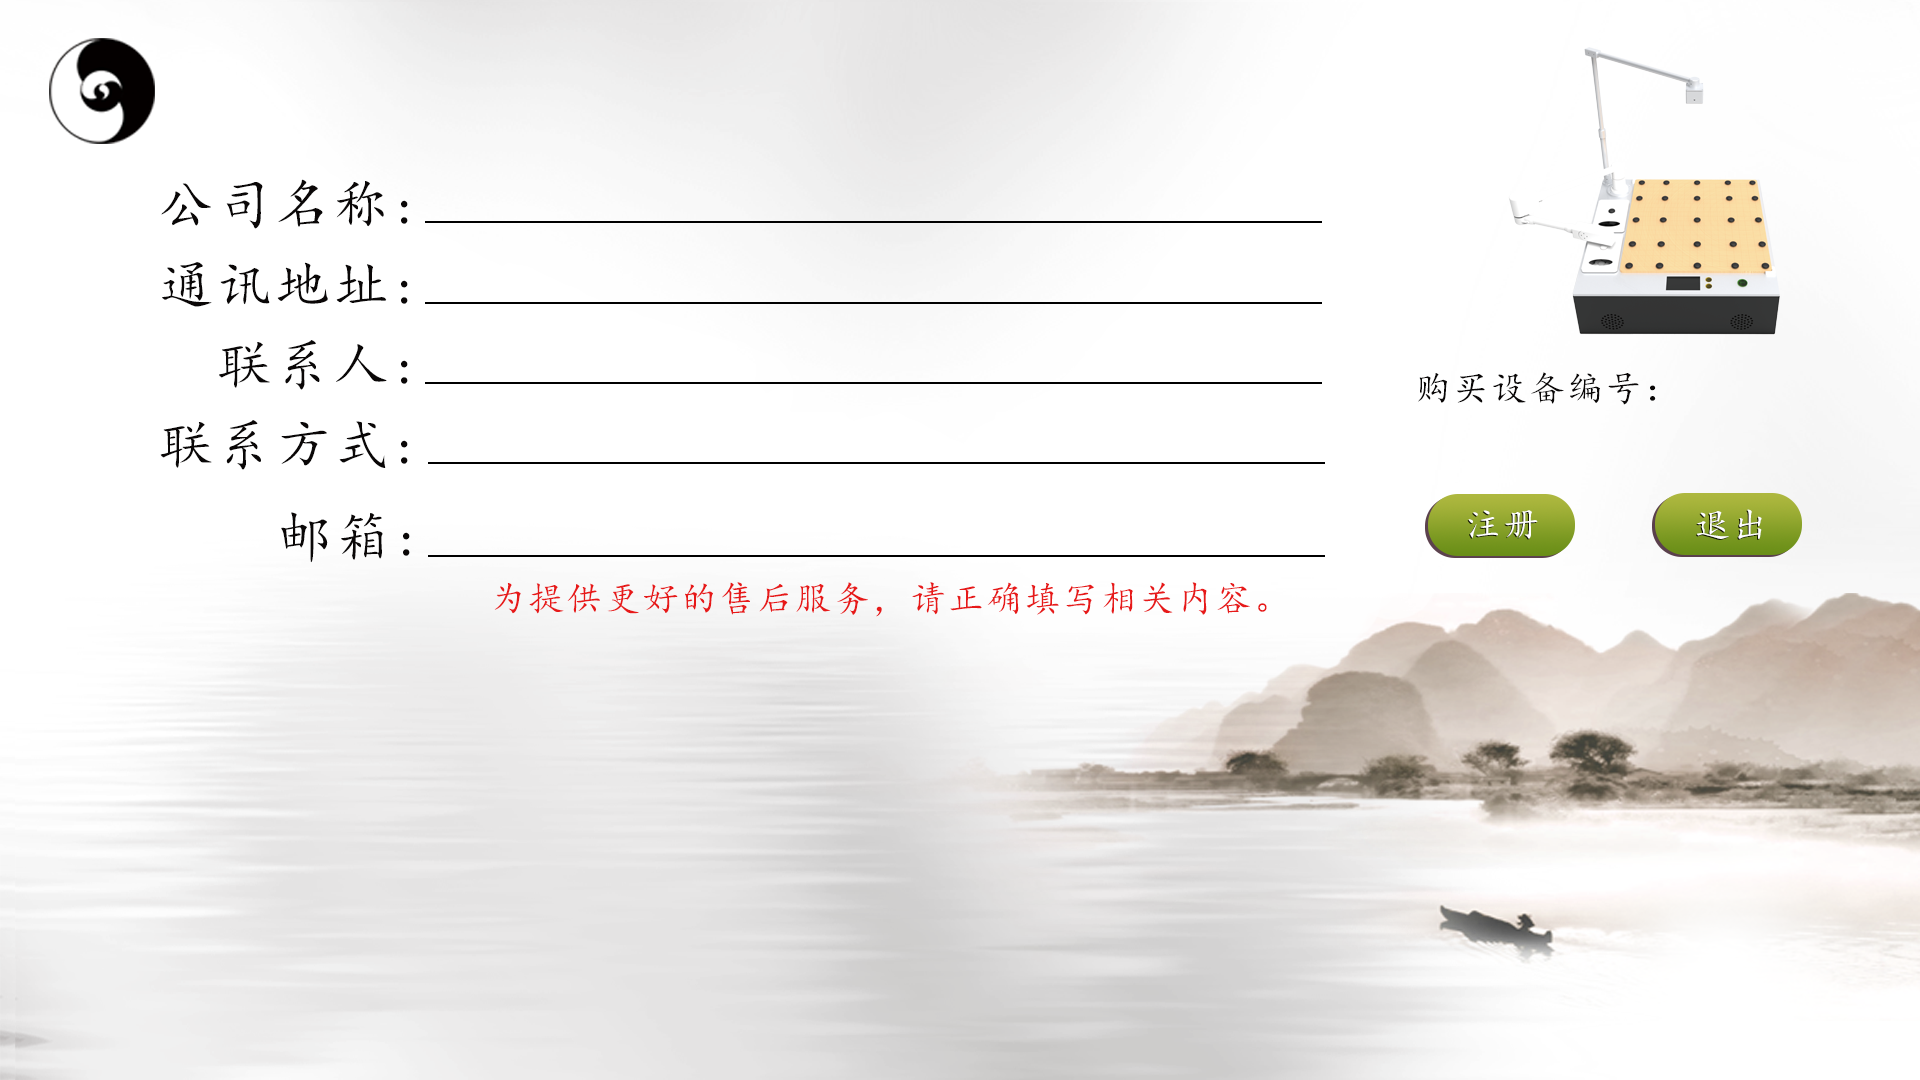 公司名称:
通讯地址:
联系人:
联系方式:
邮箱:
为提供更好的售后服务，请正确填写相关内容。
购买设备编号:
注册
退出